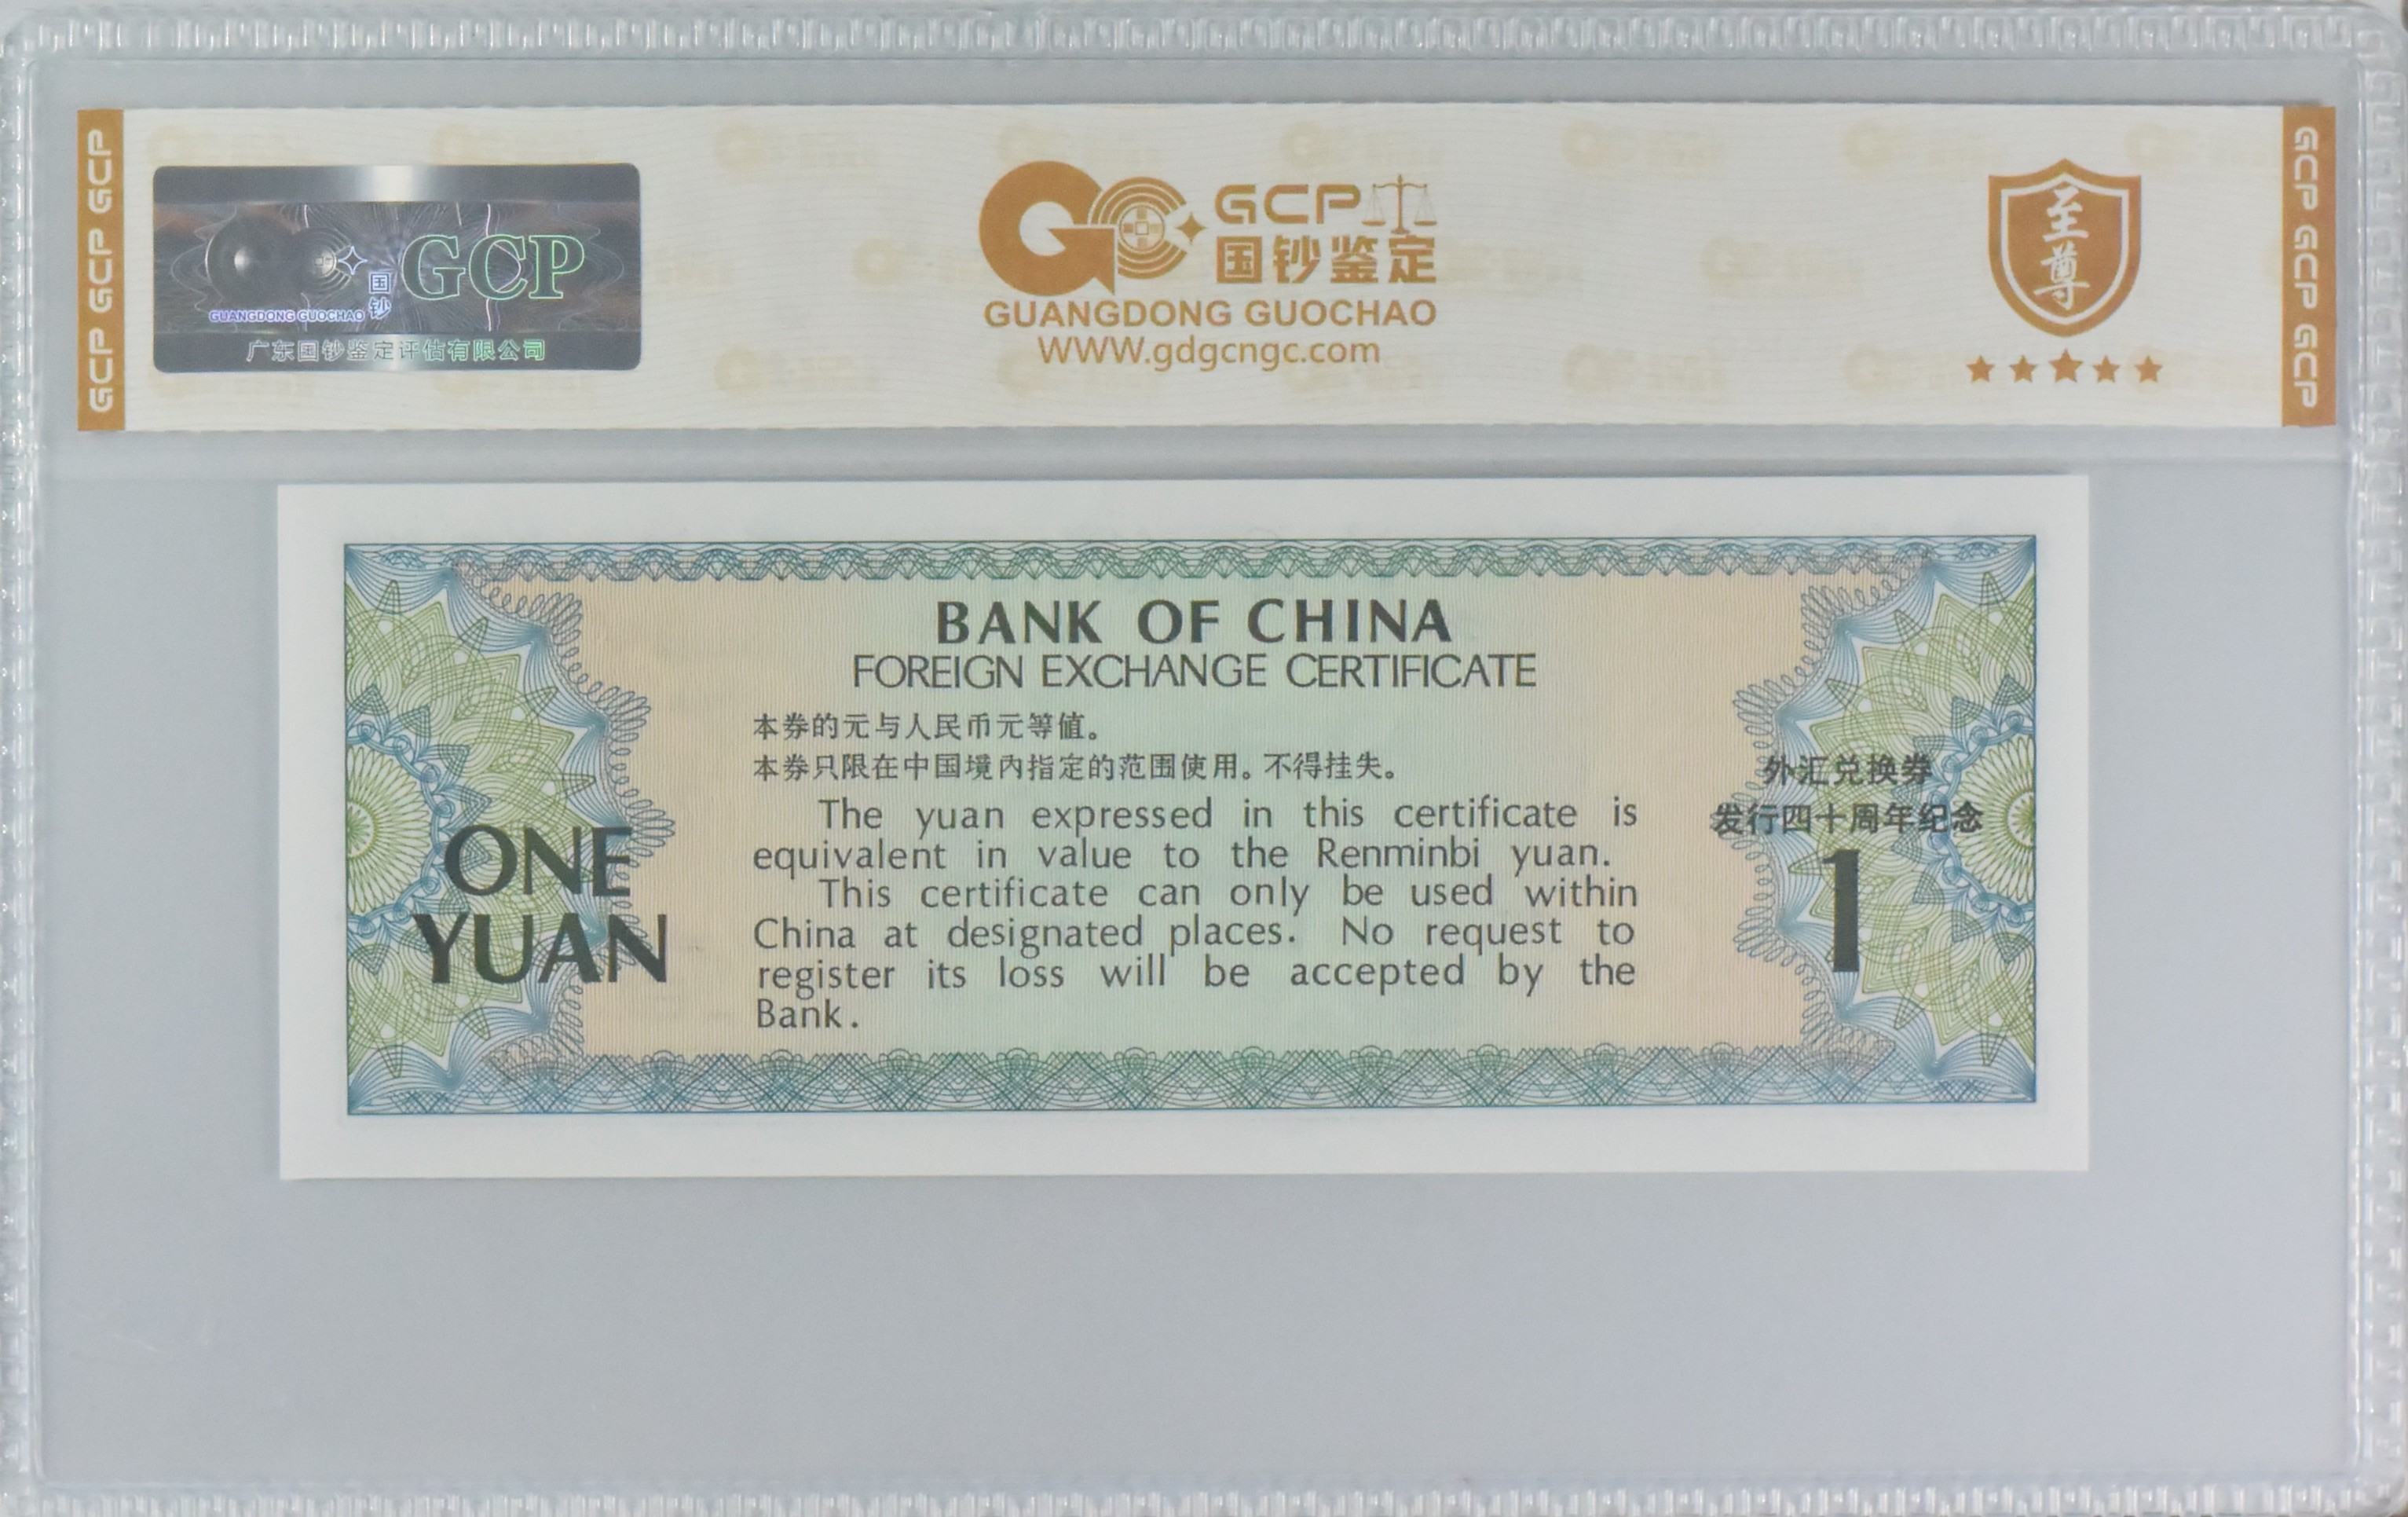 GCP GCP GCP
国钞
GCP
GUANGDONG GUOCHAO
广东国钞鉴定评估有限公司
GCP
国钞鉴定
GUANGDONG GUOCHAO
WWW.gdgcngc.com
至尊
GCP GCP GCP
BANK OF CHINA
FOREIGN EXCHANGE CERTIFICATE
本券的元与人民币元等值。
本券只限在中国境内指定的范围使用。不得挂失。
The yuan expressed in this certificate is
equivalent in value to the Renminbi yuan.
This certificate can only be used within
China at designated places. No request to
register its loss will be accepted by the
Bank.
ONE
YUAN
外汇兑换券
发行四十周年纪念
1